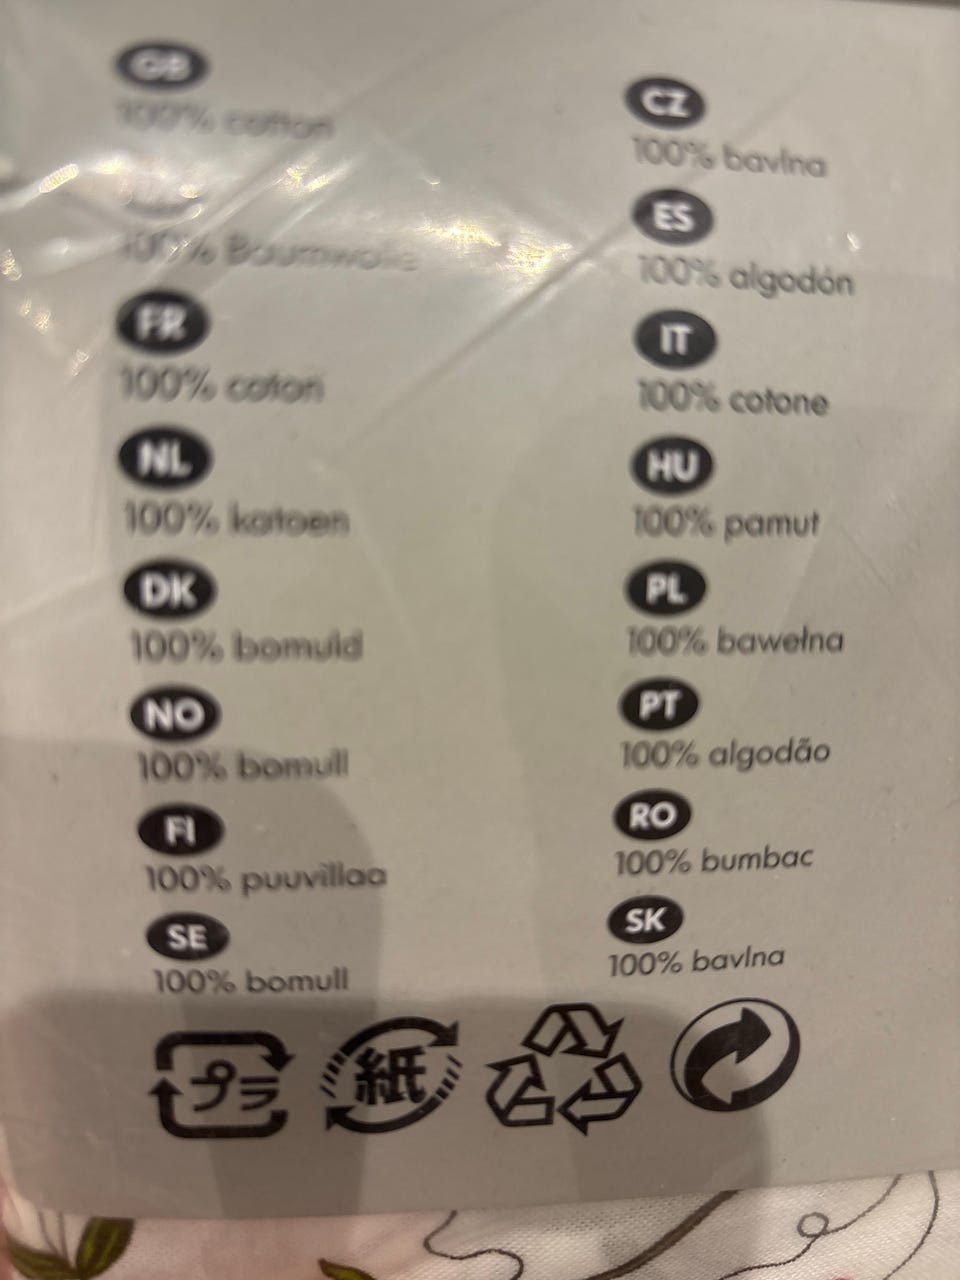 GB
100% cotton
100% Baumwolle
FR
100% coton
NL
100% katoen
DK
100% bomuld
NO
100% bomull
FI
100% puuvillaa
SE
100% bomull
CZ
100% bavlna
ES
100% algodón
IT
100% cotone
HU
100% pamut
PL
100% bawełna
PT
100% algodão
RO
100% bumbac
SK
100% bavlna
プラ
紙